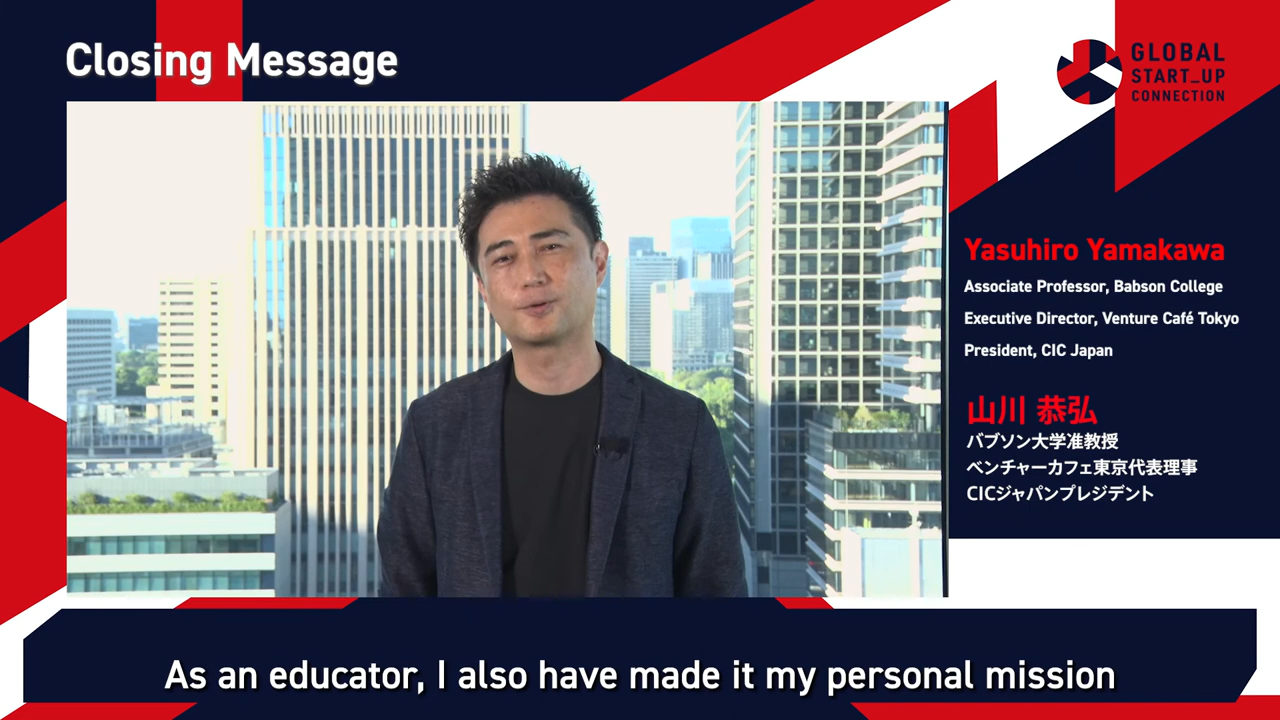 Closing Message
GLOBAL
START_UP
CONNECTION
Yasuhiro Yamakawa
Associate Professor, Babson College
Executive Director, Venture Café Tokyo
President, CIC Japan
山川 恭弘
バブソン大学准教授
ベンチャーカフェ東京代表理事
CICジャパンプレジデント
As an educator, I also have made it my personal mission